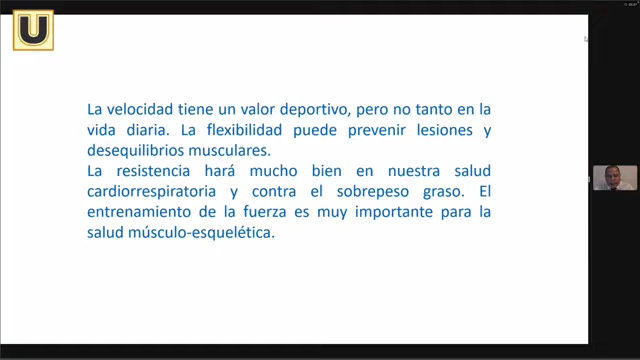 U
La velocidad tiene un valor deportivo, pero no tanto en la
vida diaria. La flexibilidad puede prevenir lesiones y
desequilibrios musculares.
La resistencia hará mucho bien en nuestra salud
cardiorrespiratoria y contra el sobrepeso graso. El
entrenamiento de la fuerza es muy importante para la
salud músculo-esquelética.